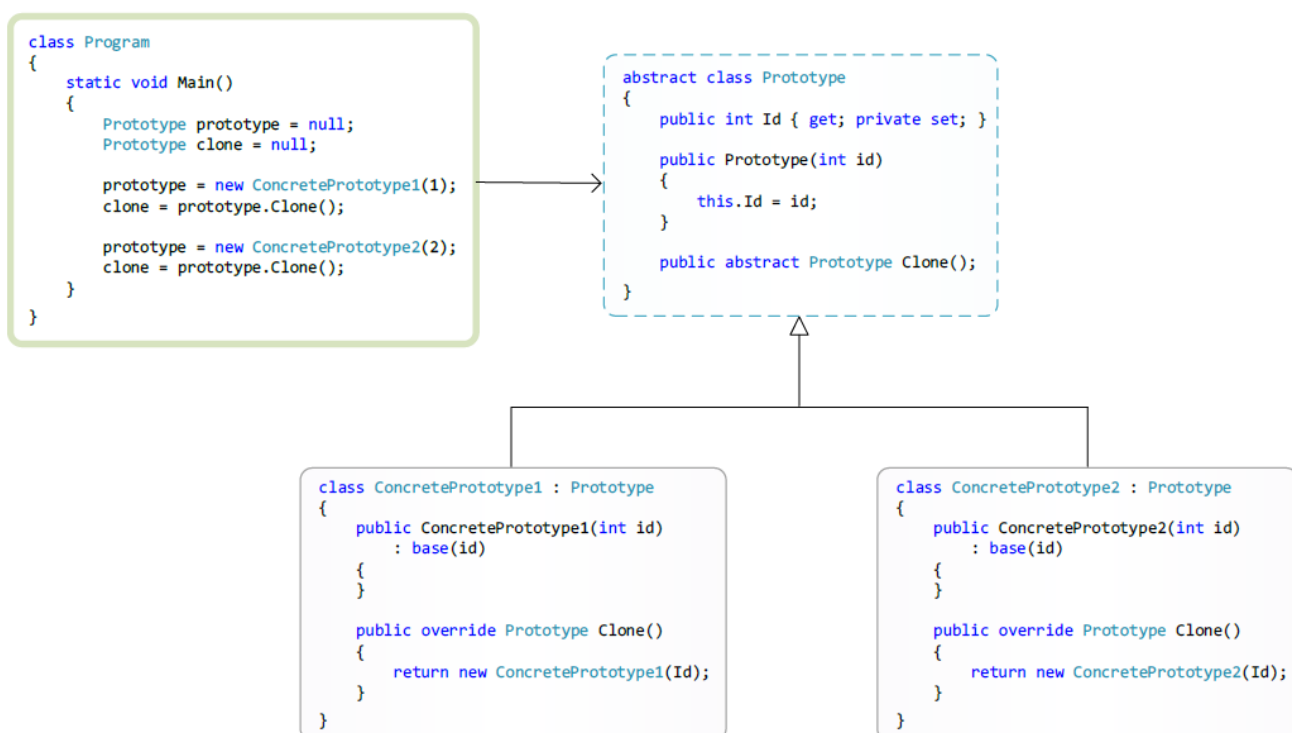 class Program
{
static void Main()
{
Prototype prototype = null;
Prototype clone = null;
prototype = new ConcretePrototype1(1);
clone = prototype.Clone();
prototype = new ConcretePrototype2(2);
clone = prototype.Clone();
}
}
abstract class Prototype
{
public int Id { get; private set; }
public Prototype(int id)
{
this.Id = id;
}
public abstract Prototype Clone();
}
class ConcretePrototype1 : Prototype
{
public ConcretePrototype1(int id)
: base(id)
{
}
public override Prototype Clone()
{
return new ConcretePrototype1(Id);
}
}
class ConcretePrototype2 : Prototype
{
public ConcretePrototype2(int id)
: base(id)
{
}
public override Prototype Clone()
{
return new ConcretePrototype2(Id);
}
}